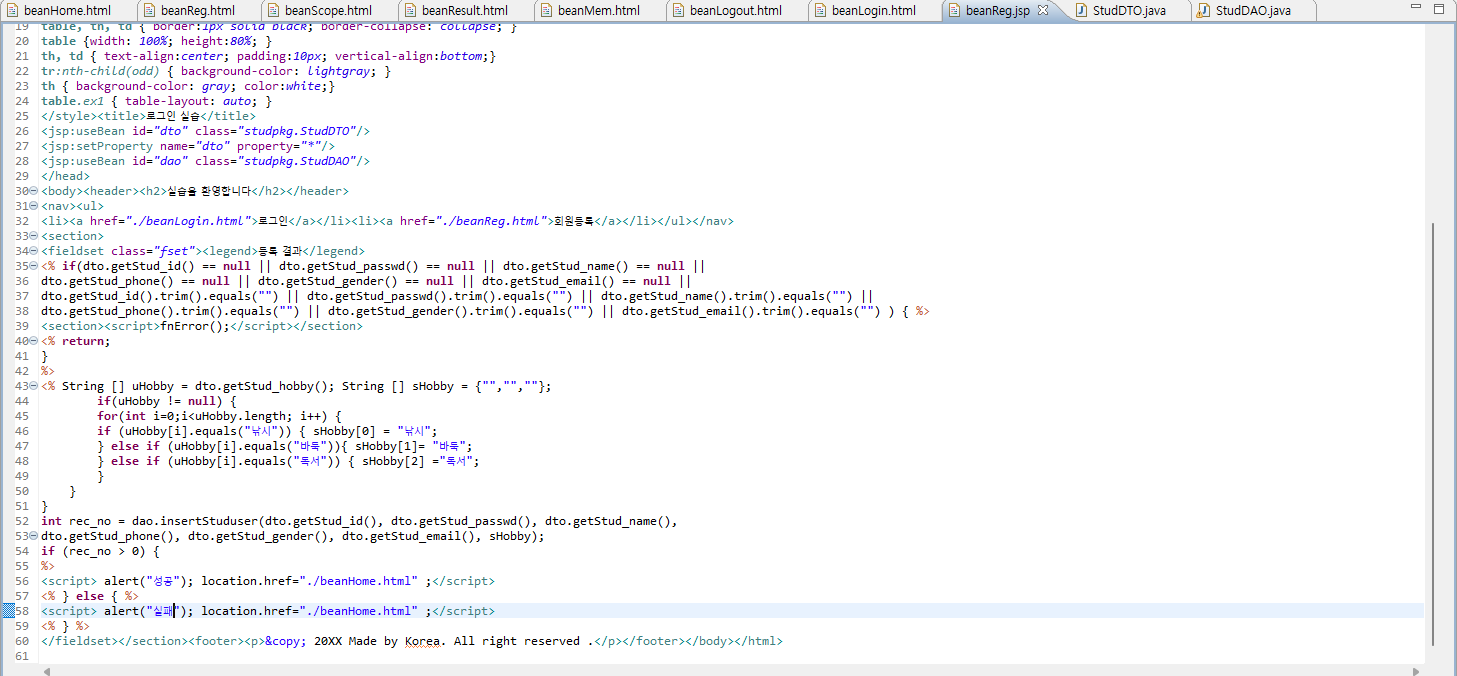 beanHome.html beanReg.html beanScope.html beanResult.html beanMem.html beanLogout.html beanLogin.html beanReg.jsp StudDTO.java StudDAO.java
19 table, th, td { border:1px solid black; border-collapse: collapse; }
20 table {width: 100%; height:80%; }
21 th, td { text-align:center; padding:10px; vertical-align:bottom;}
22 tr:nth-child(odd) { background-color: lightgray; }
23 th { background-color: gray; color:white;}
24 table.ex1 { table-layout: auto; }
25 </style><title>로그인 실습</title>
26 <jsp:useBean id="dto" class="studpkg.StudDTO"/>
27 <jsp:setProperty name="dto" property="*"/>
28 <jsp:useBean id="dao" class="studpkg.StudDAO"/>
29 </head>
30 <body><header><h2>실습을 환영합니다</h2></header>
31 <nav><ul>
32 <li><a href="./beanLogin.html">로그인</a></li><li><a href="./beanReg.html">회원등록</a></li></ul></nav>
33 <section>
34 <fieldset class="fset"><legend>등록 결과</legend>
35 <% if(dto.getStud_id() == null || dto.getStud_passwd() == null || dto.getStud_name() == null ||
36 dto.getStud_phone() == null || dto.getStud_gender() == null || dto.getStud_email() == null ||
37 dto.getStud_id().trim().equals("") || dto.getStud_passwd().trim().equals("") || dto.getStud_name().trim().equals("") ||
38 dto.getStud_phone().trim().equals("") || dto.getStud_gender().trim().equals("") || dto.getStud_email().trim().equals("") ) { %>
39 <section><script>fnError();</script></section>
40 <% return;
41 }
42 %>
43 <% String [] uHobby = dto.getStud_hobby(); String [] sHobby = {"","",""};
44 if(uHobby != null) {
45 for(int i=0;i<uHobby.length; i++) {
46 if (uHobby[i].equals("낚시")) { sHobby[0] = "낚시";
47 } else if (uHobby[i].equals("바둑")){ sHobby[1]= "바둑";
48 } else if (uHobby[i].equals("독서")) { sHobby[2] ="독서";
49 }
50 }
51 }
52 int rec_no = dao.insertStuduser(dto.getStud_id(), dto.getStud_passwd(), dto.getStud_name(),
53 dto.getStud_phone(), dto.getStud_gender(), dto.getStud_email(), sHobby);
54 if (rec_no > 0) {
55 %>
56 <script> alert("성공"); location.href="./beanHome.html" ;</script>
57 <% } else { %>
58 <script> alert("실패"); location.href="./beanHome.html" ;</script>
59 <% } %>
60 </fieldset></section><footer><p>&copy; 20XX Made by Korea. All right reserved .</p></footer></body></html>
61